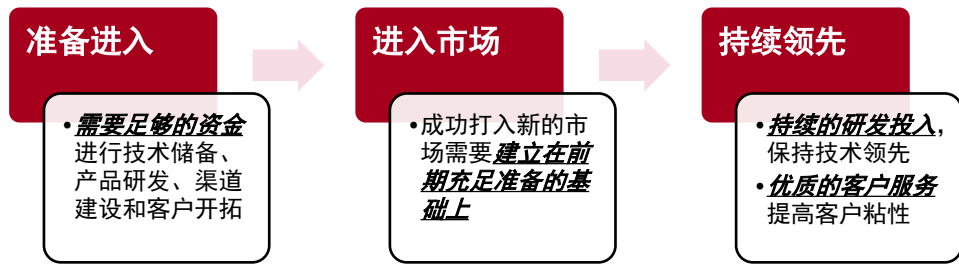 准备进入
•需要足够的资金
进行技术储备、
产品研发、渠道
建设和客户开拓
进入市场
•成功打入新的市
场需要建立在前
期充足准备的基
础上
持续领先
•持续的研发投入，
保持技术领先
•优质的客户服务
提高客户粘性